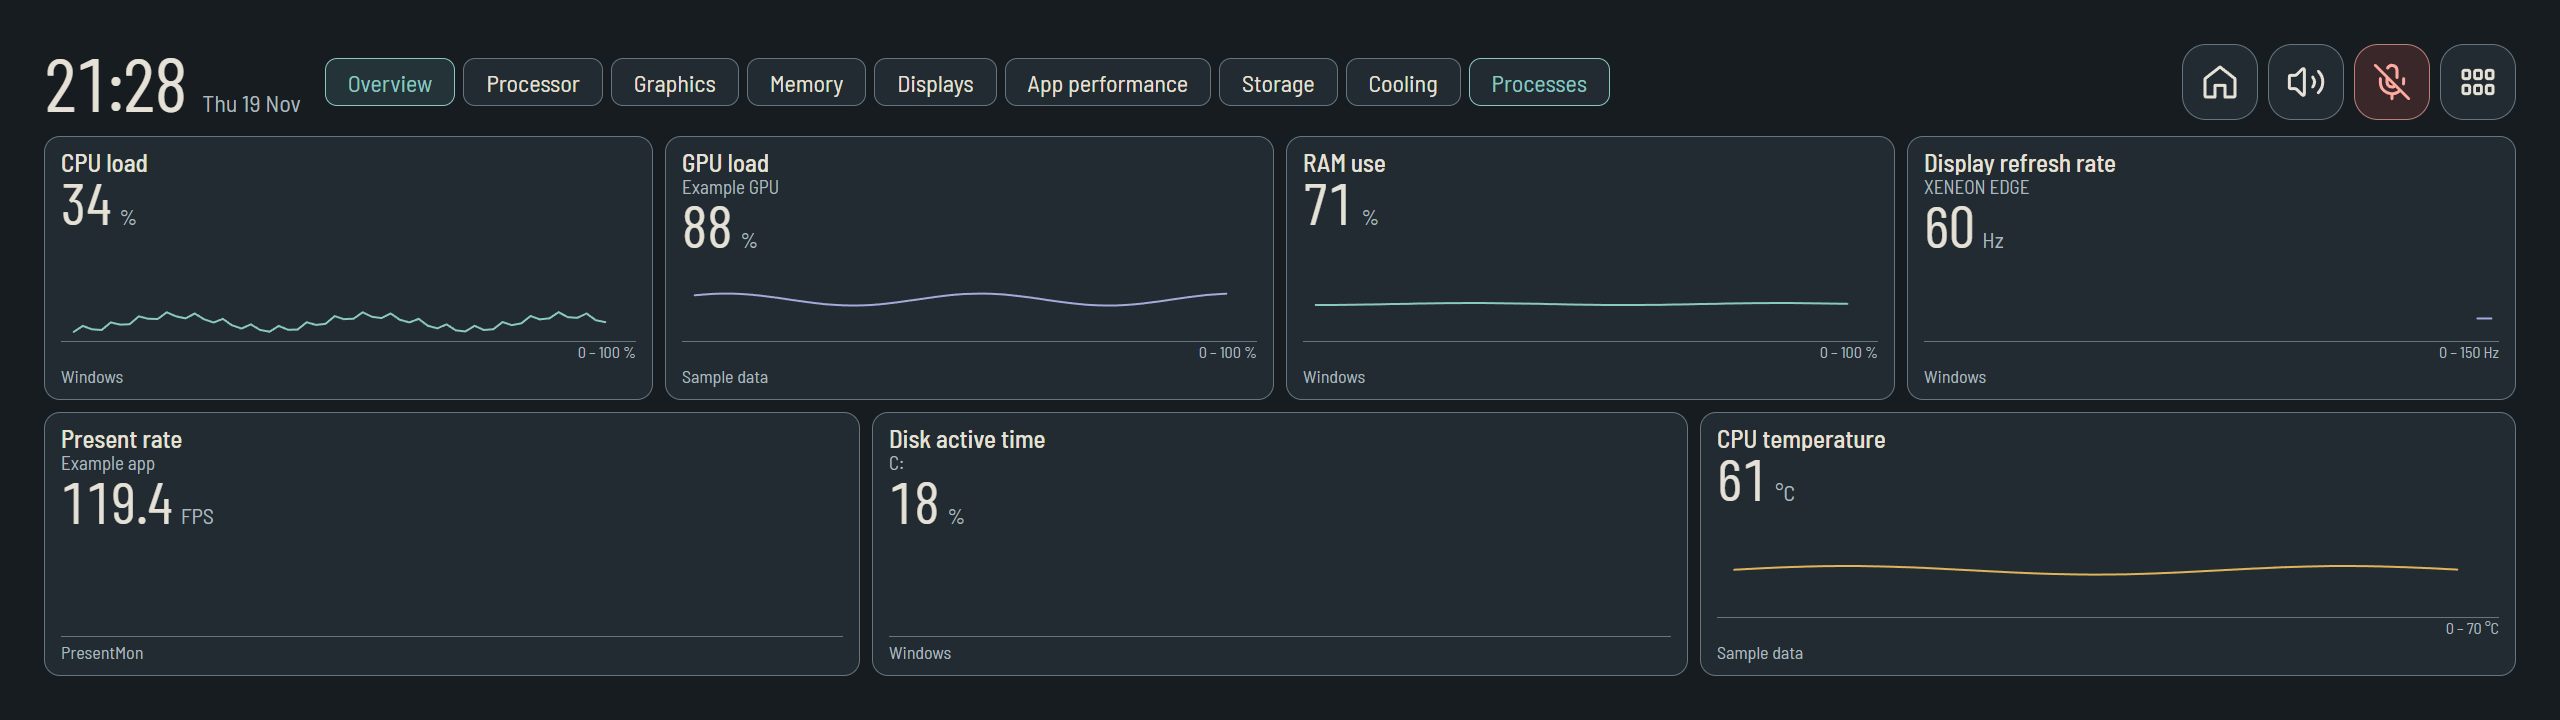 21:28 Thu 19 Nov
Overview
Processor
Graphics
Memory
Displays
App performance
Storage
Cooling
Processes
CPU load
34 %
0 – 100 %
Windows
GPU load
Example GPU
88 %
0 – 100 %
Sample data
RAM use
71 %
0 – 100 %
Windows
Display refresh rate
XENEON EDGE
60 Hz
0 – 150 Hz
Windows
Present rate
Example app
119.4 FPS
PresentMon
Disk active time
C:
18 %
Windows
CPU temperature
61 °C
0 – 70 °C
Sample data